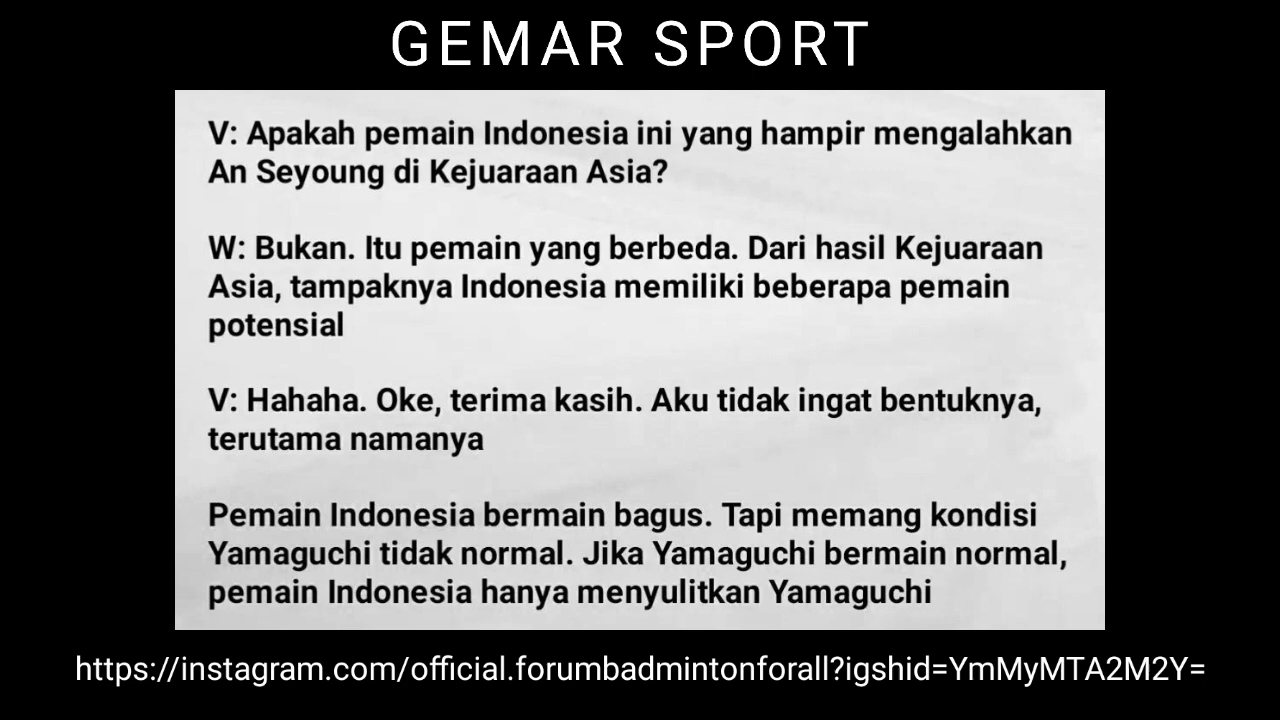 GEMAR SPORT
V: Apakah pemain Indonesia ini yang hampir mengalahkan
An Seyoung di Kejuaraan Asia?
W: Bukan. Itu pemain yang berbeda. Dari hasil Kejuaraan
Asia, tampaknya Indonesia memiliki beberapa pemain
potensial
V: Hahaha. Oke, terima kasih. Aku tidak ingat bentuknya,
terutama namanya
Pemain Indonesia bermain bagus. Tapi memang kondisi
Yamaguchi tidak normal. Jika Yamaguchi bermain normal,
pemain Indonesia hanya menyulitkan Yamaguchi
https://instagram.com/official.forumbadmintonforall?igshid=YmMyMTA2M2Y=